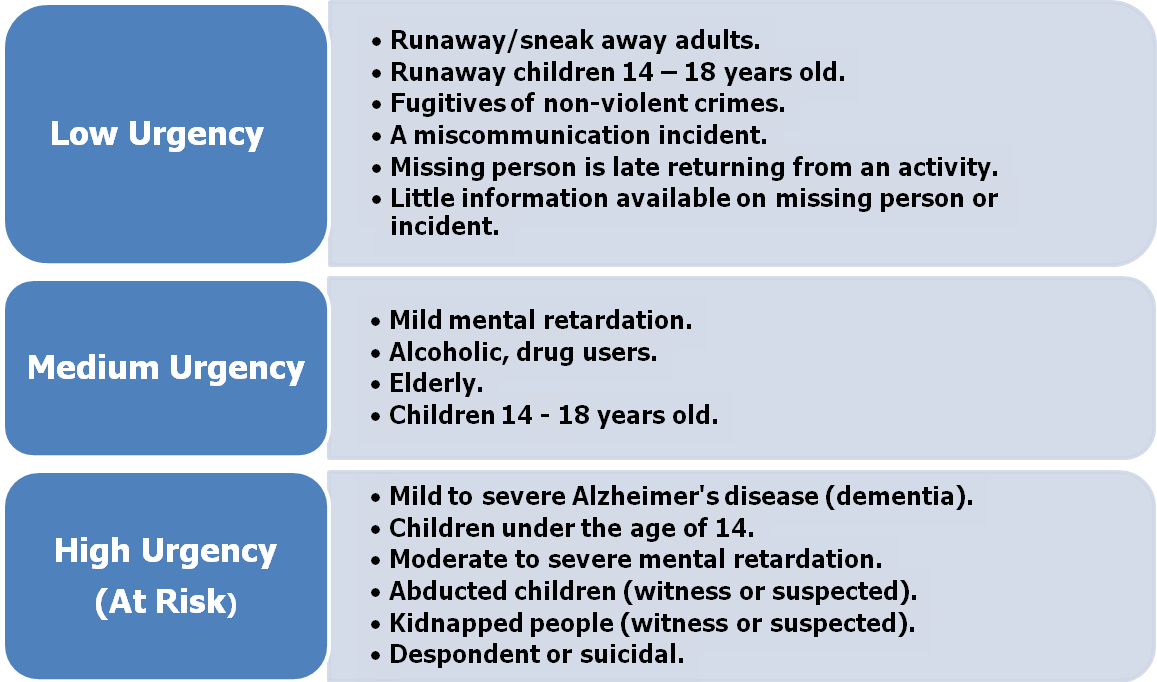 Low Urgency
• Runaway/sneak away adults.
• Runaway children 14 – 18 years old.
• Fugitives of non-violent crimes.
• A miscommunication incident.
• Missing person is late returning from an activity.
• Little information available on missing person or
incident.
Medium Urgency
• Mild mental retardation.
• Alcoholic, drug users.
• Elderly.
• Children 14 - 18 years old.
High Urgency
(At Risk)
• Mild to severe Alzheimer's disease (dementia).
• Children under the age of 14.
• Moderate to severe mental retardation.
• Abducted children (witness or suspected).
• Kidnapped people (witness or suspected).
• Despondent or suicidal.